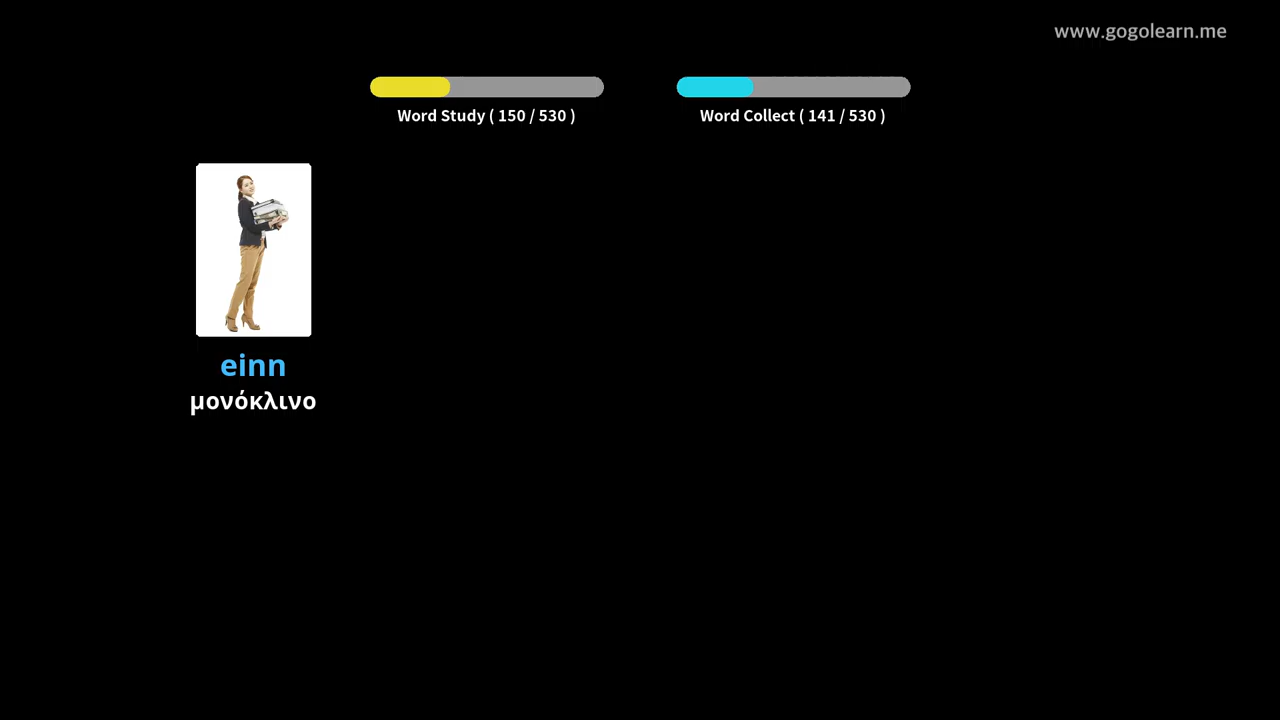 www.gogolearn.me
Word Study ( 150 / 530 )
Word Collect ( 141 / 530 )
einn
μονόκλινο